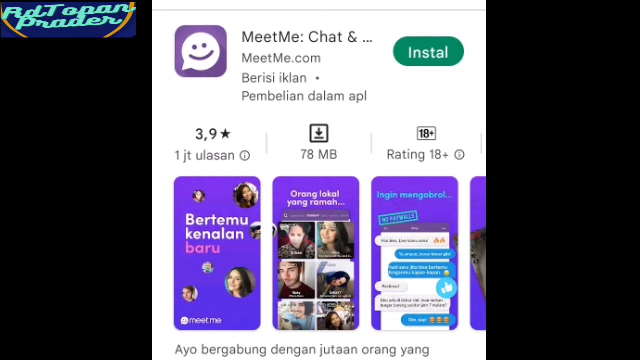 RdTopan
Prader
MeetMe: Chat & ...
MeetMe.com
Berisi iklan •
Pembelian dalam apl
Instal
3,9★
1 jt ulasan
78 MB
18+
Rating 18+
Bertemu
kenalan
baru
meetme
Orang lokal
yang ramah...
Ingin mengobrol...
NO PAYWALLS
Ayo bergabung dengan jutaan orang yang